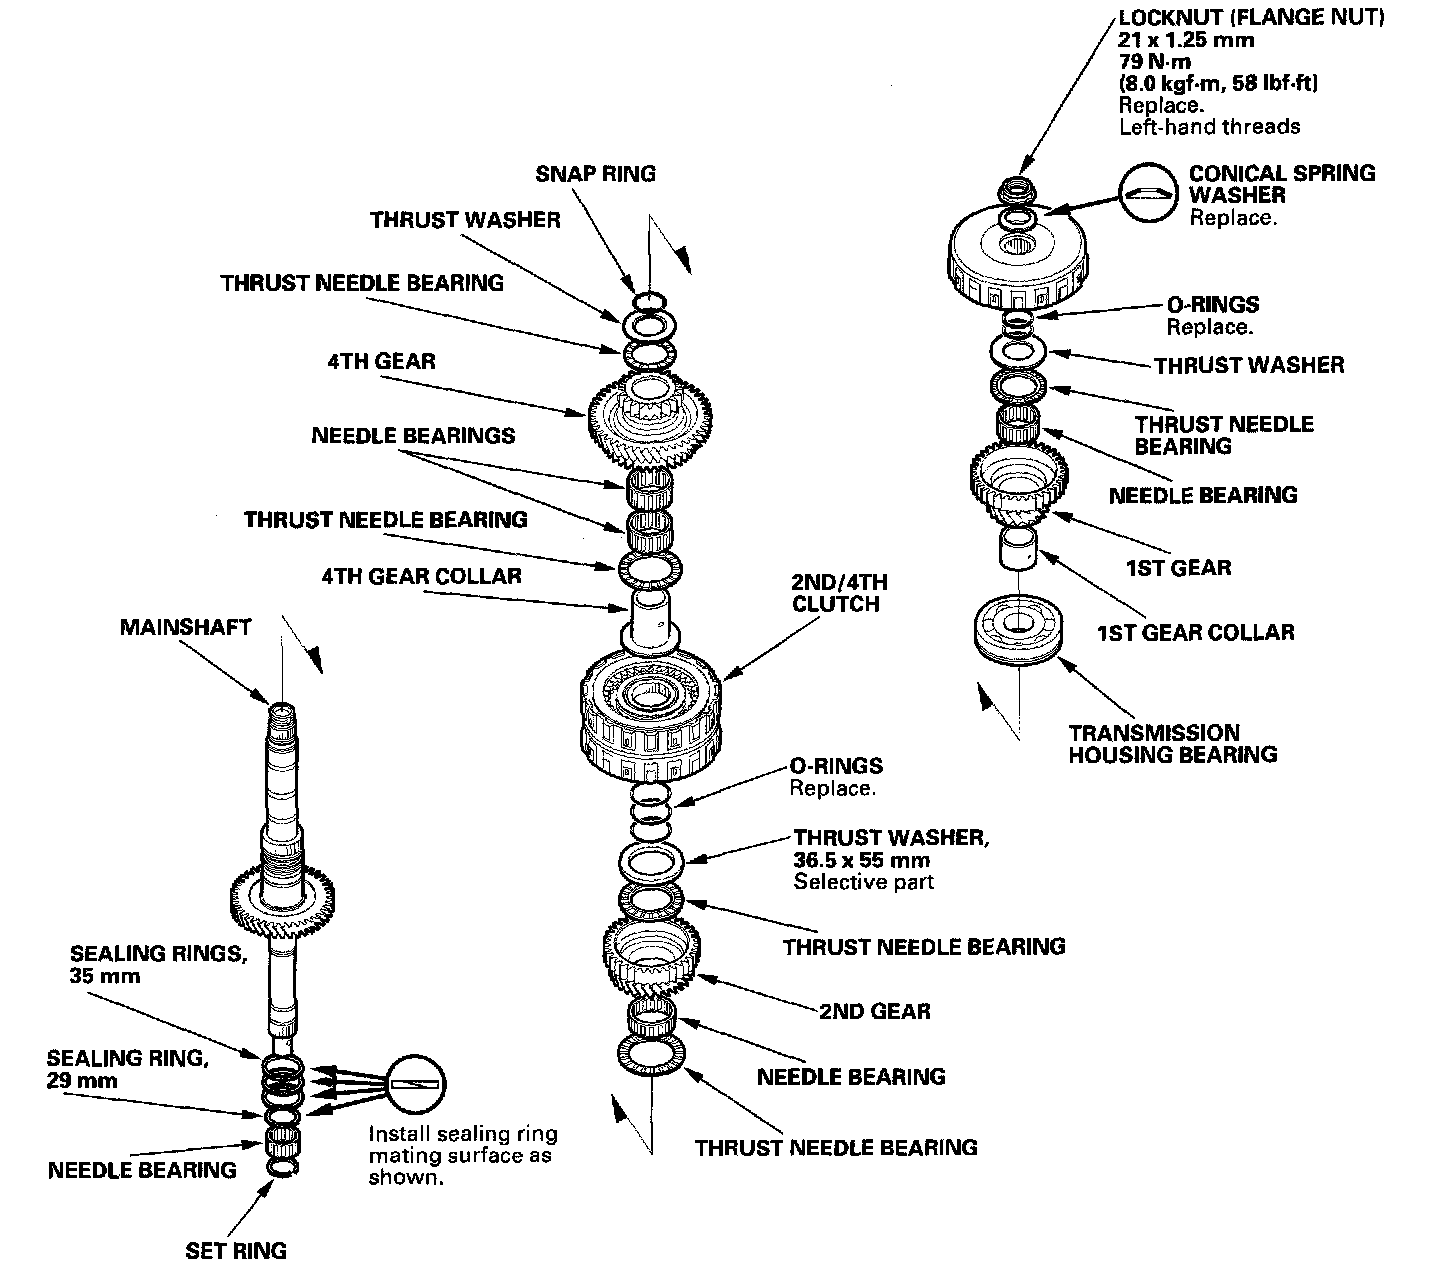 LOCKNUT (FLANGE NUT)
21 x 1.25 mm
79 N·m
(8.0 kgf·m, 58 lbf·ft)
Replace.
Left-hand threads
CONICAL SPRING
WASHER
Replace.
O-RINGS
Replace.
THRUST WASHER
THRUST NEEDLE
BEARING
NEEDLE BEARING
1ST GEAR
1ST GEAR COLLAR
TRANSMISSION
HOUSING BEARING
SNAP RING
THRUST WASHER
THRUST NEEDLE BEARING
4TH GEAR
NEEDLE BEARINGS
THRUST NEEDLE BEARING
4TH GEAR COLLAR
2ND/4TH
CLUTCH
O-RINGS
Replace.
THRUST WASHER,
36.5 x 55 mm
Selective part
THRUST NEEDLE BEARING
2ND GEAR
NEEDLE BEARING
THRUST NEEDLE BEARING
MAINSHAFT
SEALING RINGS,
35 mm
SEALING RING,
29 mm
NEEDLE BEARING
SET RING
Install sealing ring
mating surface as
shown.